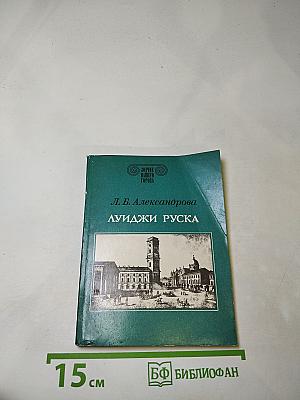 ЗОДЧИЕ
НАШЕГО
ГОРОДА
Л. Б. Александрова
ЛУИДЖИ РУСКА
15 см
БФ БИБЛИОФАН